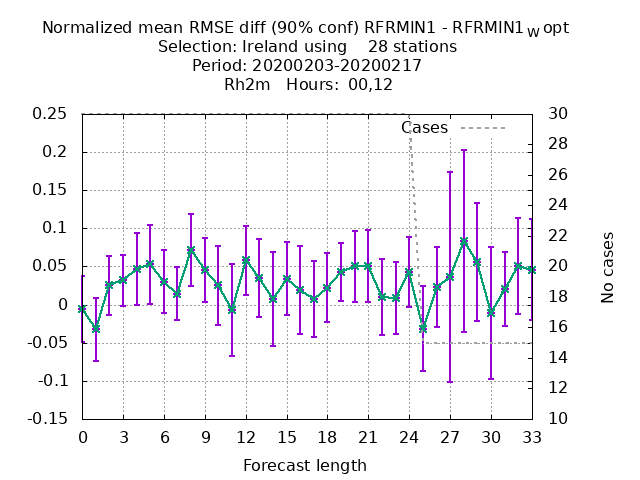 Normalized mean RMSE diff (90% conf) RFRMIN1 - RFRMIN1W opt
Selection: Ireland using    28 stations
Period: 20200203-20200217
Rh2m   Hours:  00,12
Cases
0.25
0.2
0.15
0.1
0.05
0
-0.05
-0.1
-0.15
30
28
26
24
22
20
18
16
14
12
10
No cases
0 3 6 9 12 15 18 21 24 27 30 33
Forecast length